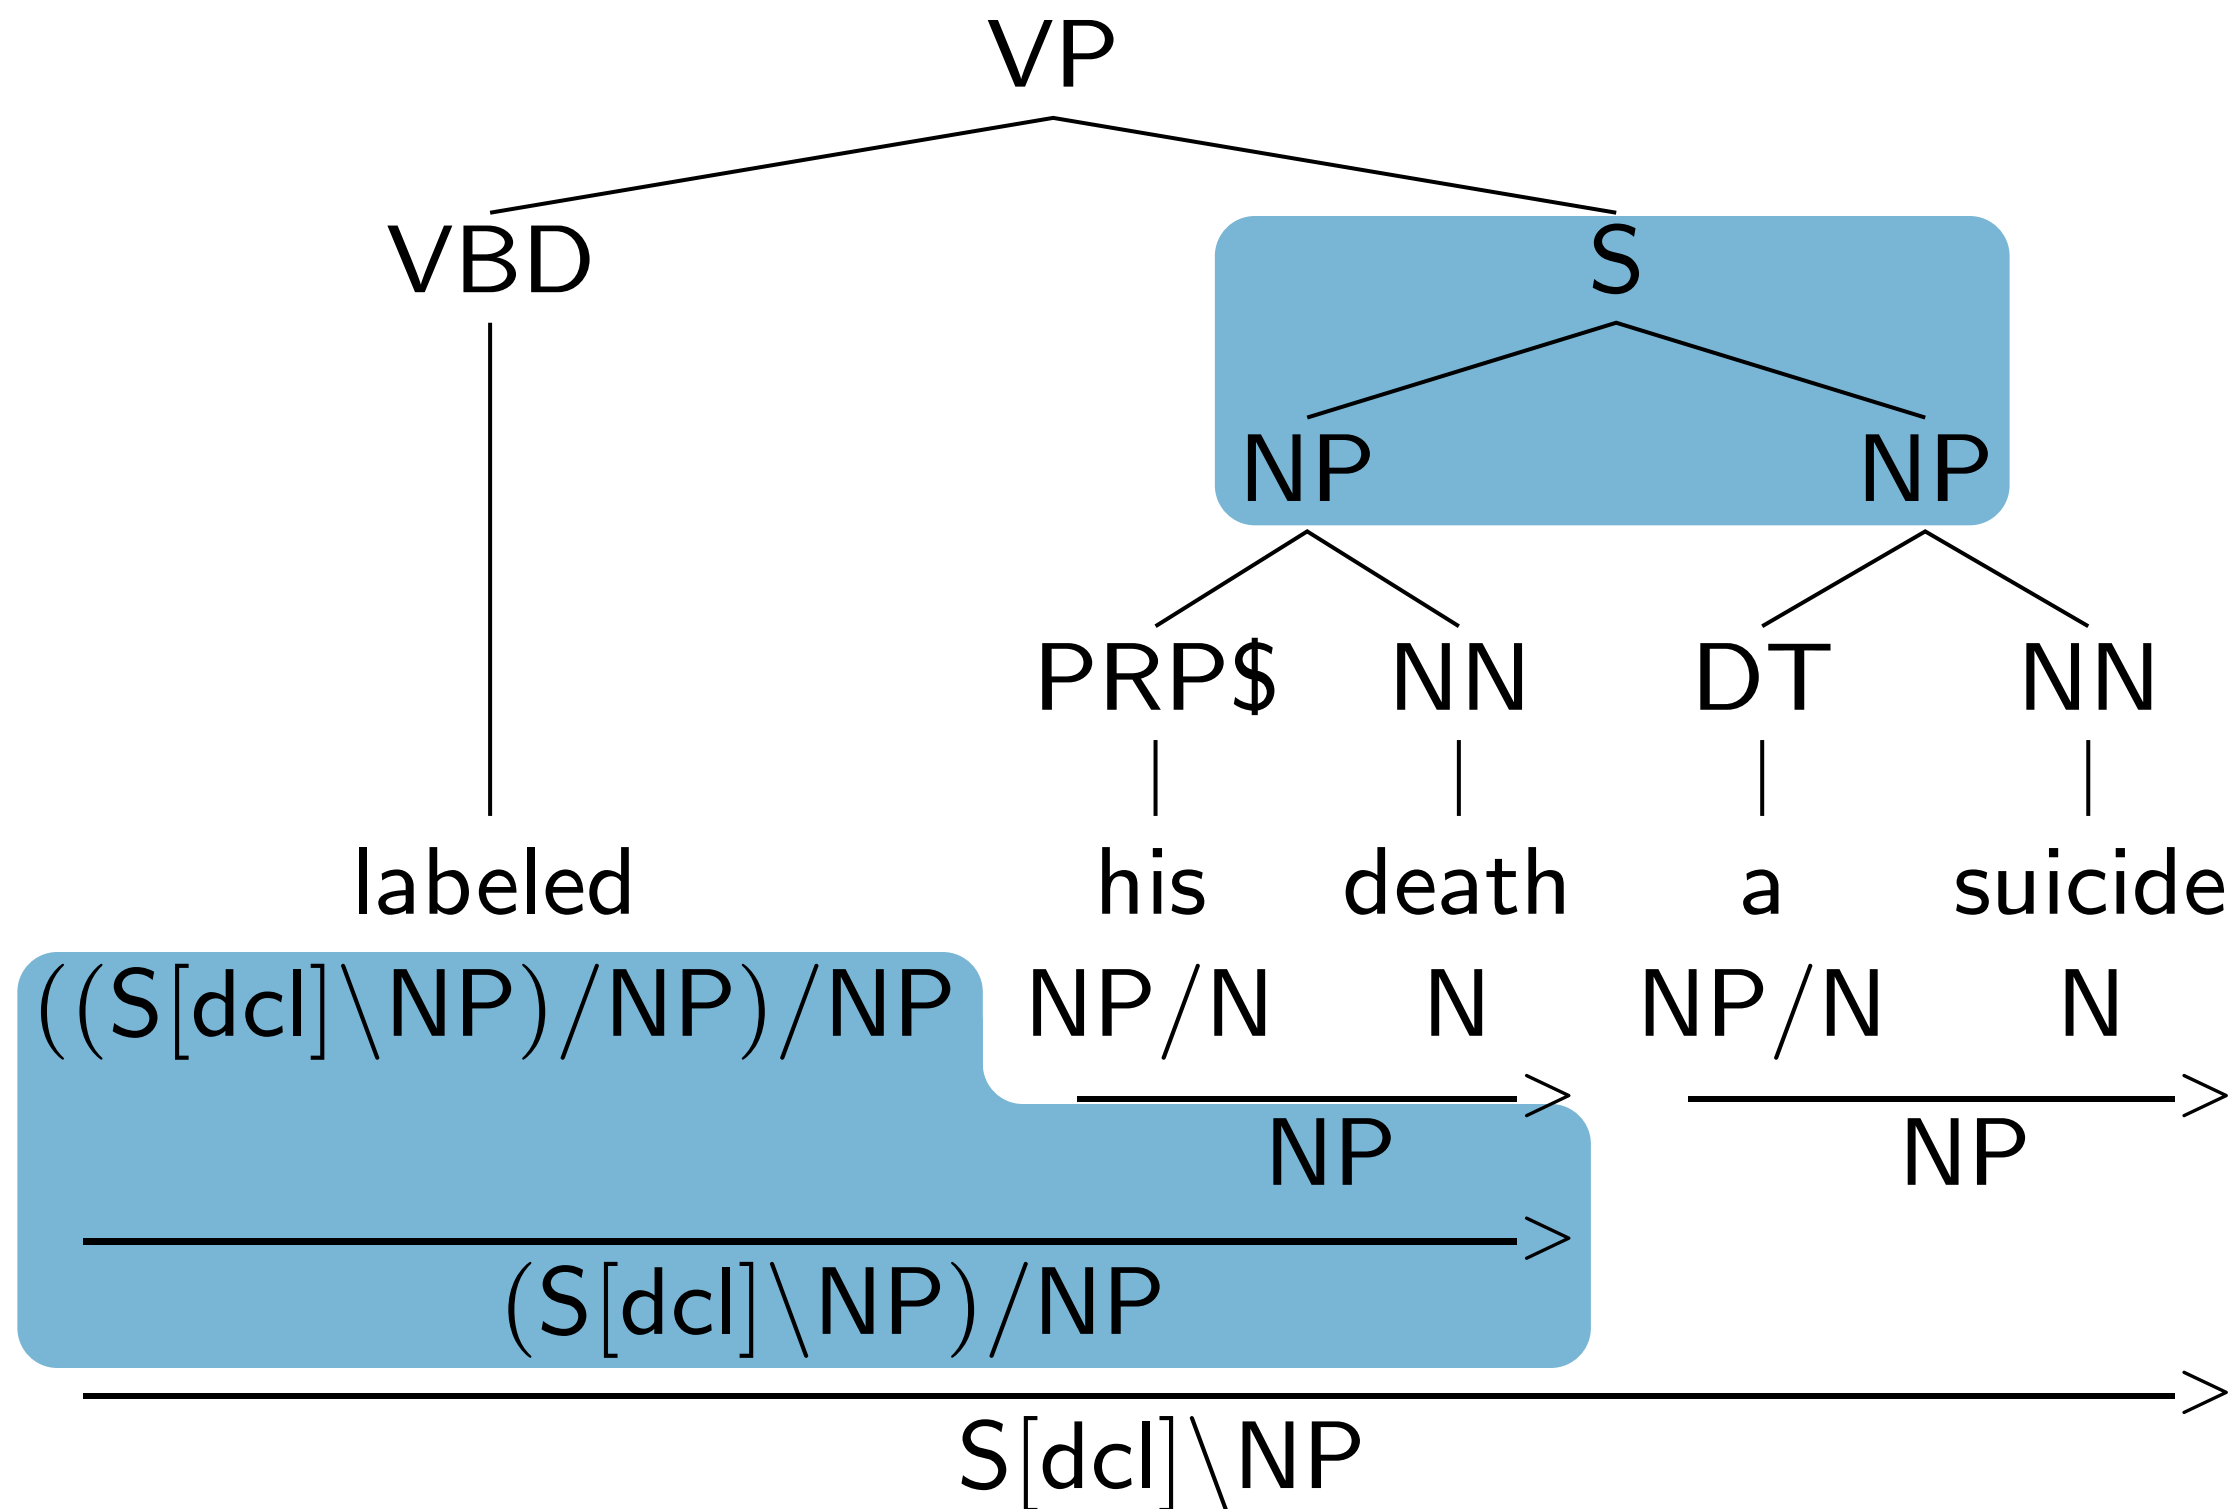 VP
VBD S
NP NP
PRP$ NN DT NN
labeled his death a suicide
((S[dcl]\NP)/NP)/NP NP/N N NP/N N
> >
NP NP
>
(S[dcl]\NP)/NP
>
S[dcl]\NP